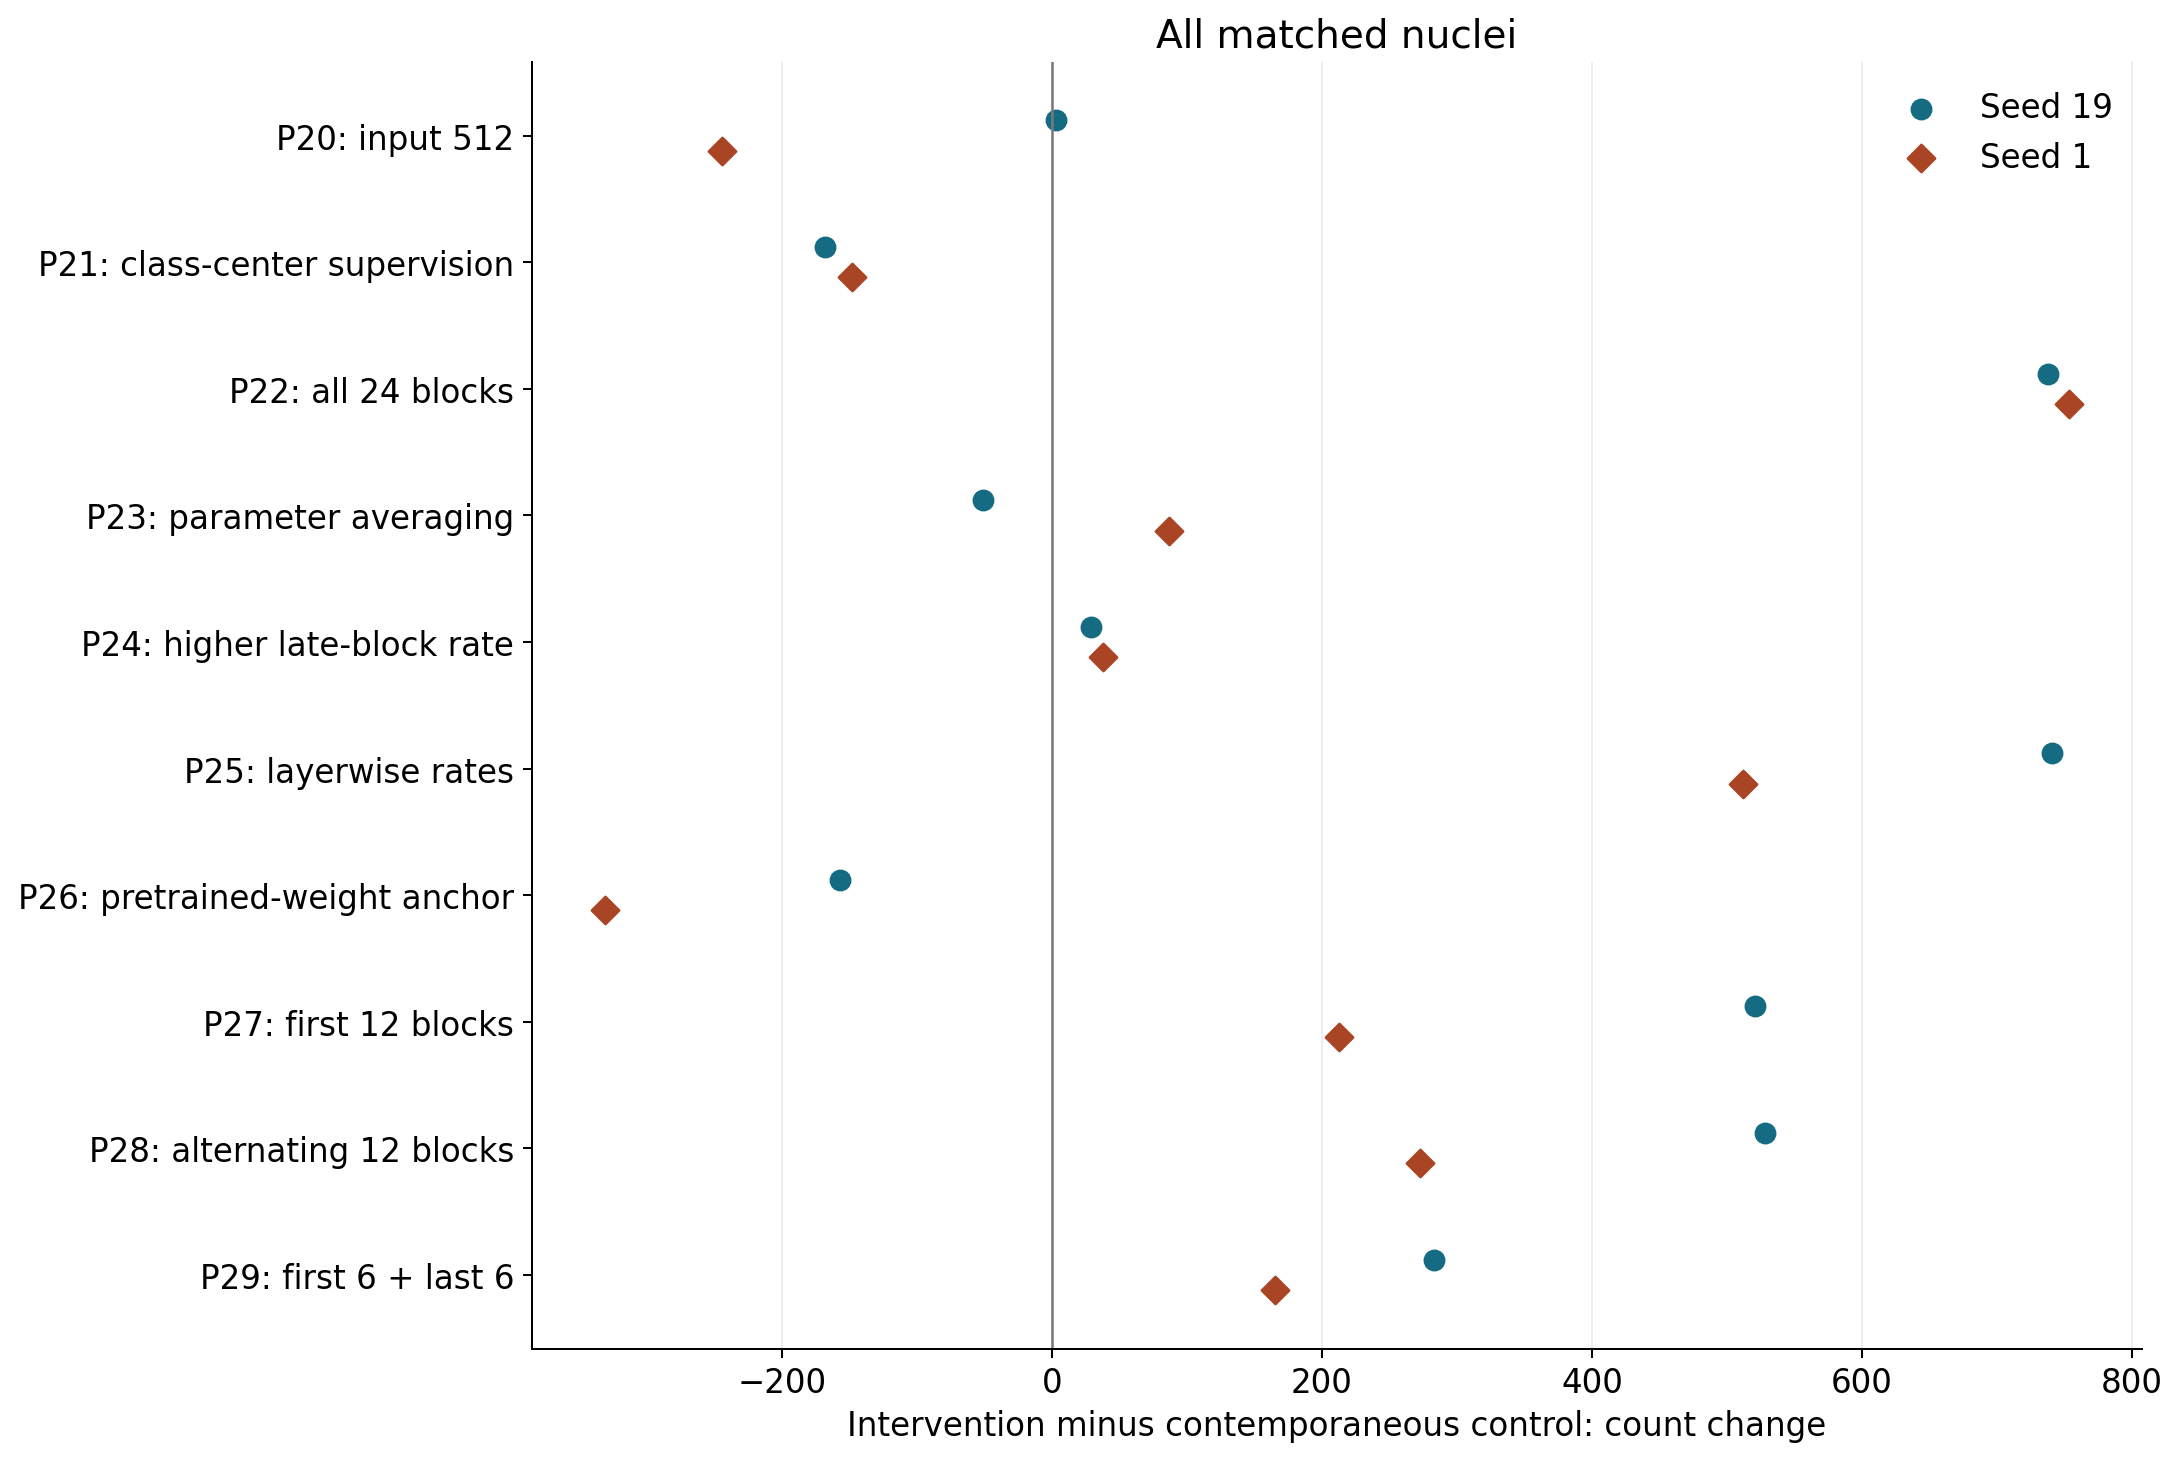 All matched nuclei
Seed 19
Seed 1
P20: input 512
P21: class-center supervision
P22: all 24 blocks
P23: parameter averaging
P24: higher late-block rate
P25: layerwise rates
P26: pretrained-weight anchor
P27: first 12 blocks
P28: alternating 12 blocks
P29: first 6 + last 6
−200 0 200 400 600 800
Intervention minus contemporaneous control: count change